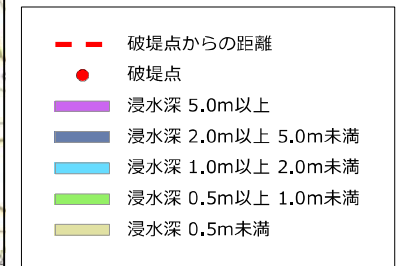 破堤点からの距離
破堤点
浸水深 5.0m以上
浸水深 2.0m以上 5.0m未満
浸水深 1.0m以上 2.0m未満
浸水深 0.5m以上 1.0m未満
浸水深 0.5m未満